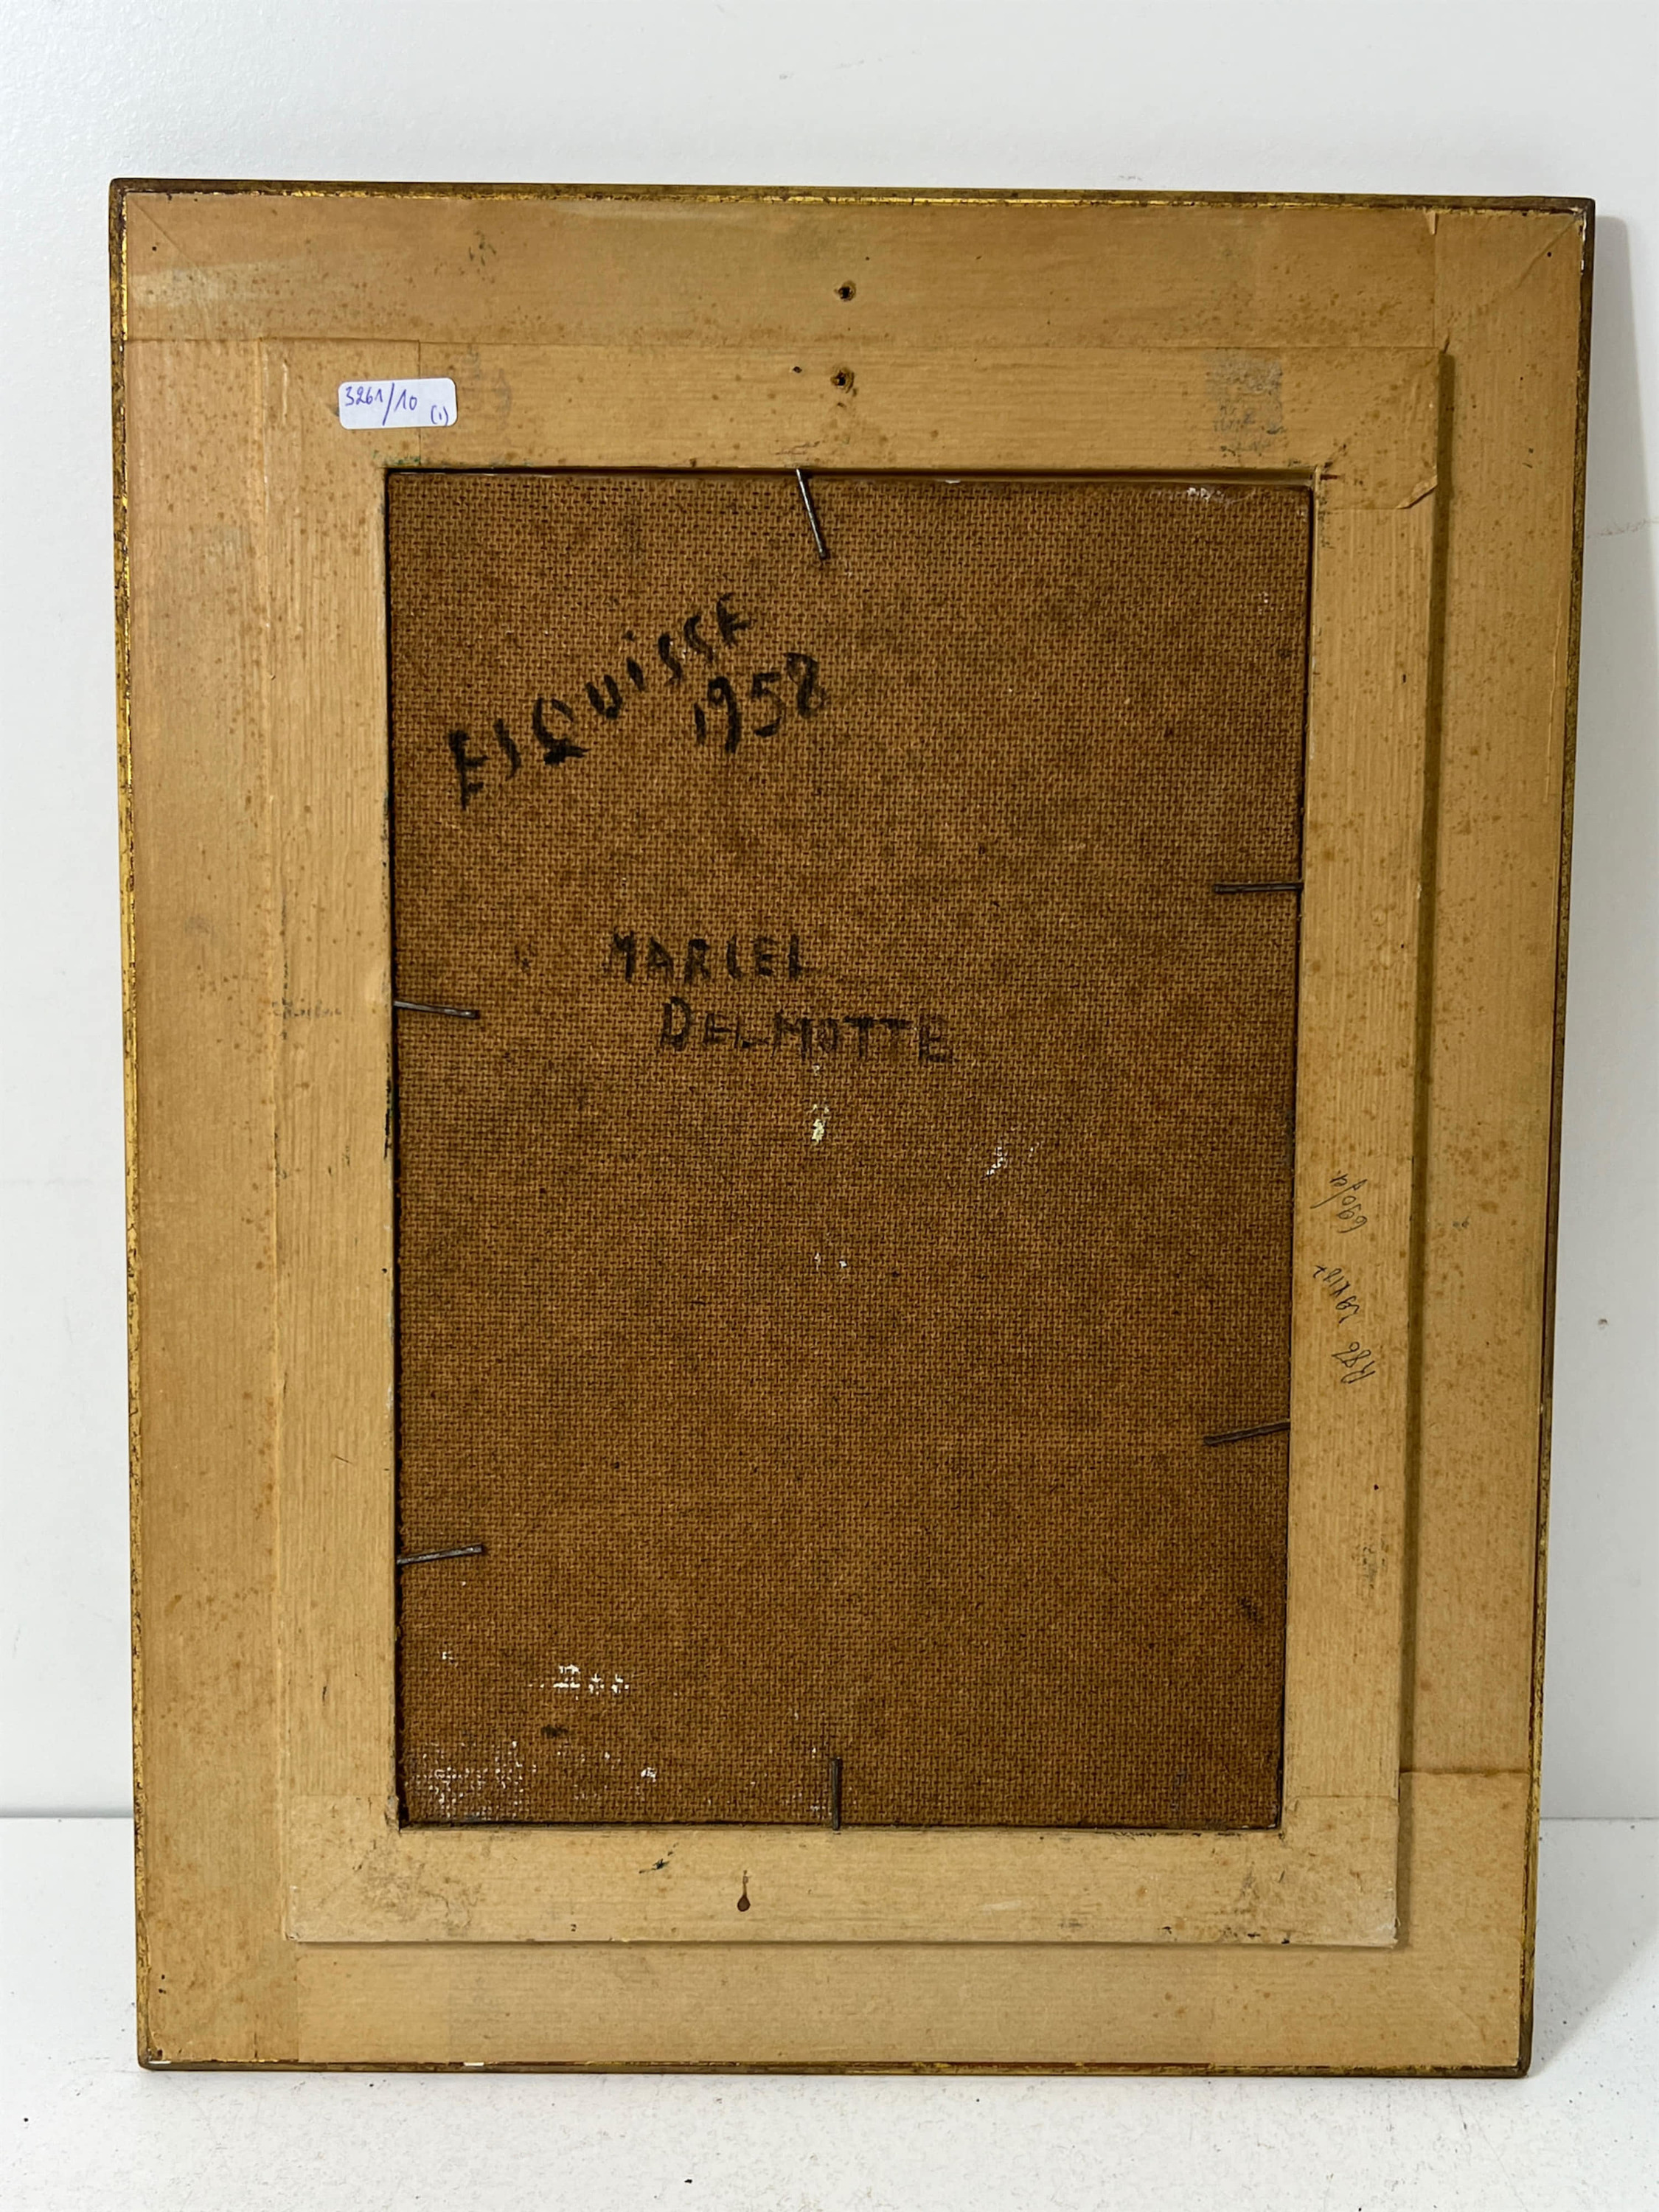 3261/10
(1)
ESQUISSE
1958
MARCEL
DELMOTTE